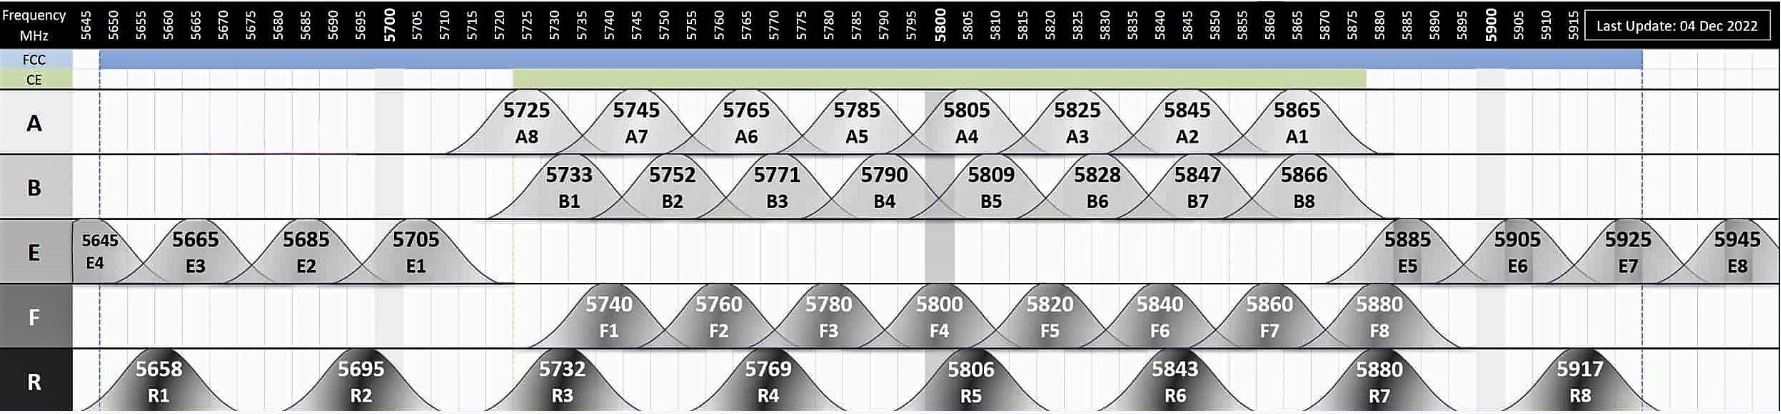 Frequency MHz 5645 5650 5655 5660 5665 5670 5675 5680 5685 5690 5695 5700 5705 5710 5715 5720 5725 5730 5735 5740 5745 5750 5755 5760 5765 5770 5775 5780 5785 5790 5795 5800 5805 5810 5815 5820 5825 5830 5835 5840 5845 5850 5855 5860 5865 5870 5875 5880 5885 5890 5895 5900 5905 5910 5915 Last Update: 04 Dec 2022
FCC
CE
A
5725 5745 5765 5785 5805 5825 5845 5865
A8 A7 A6 A5 A4 A3 A2 A1
B
5733 5752 5771 5790 5809 5828 5847 5866
B1 B2 B3 B4 B5 B6 B7 B8
E
5645 5665 5685 5705 5885 5905 5925 5945
E4 E3 E2 E1 E5 E6 E7 E8
F
5740 5760 5780 5800 5820 5840 5860 5880
F1 F2 F3 F4 F5 F6 F7 F8
R
5658 5695 5732 5769 5806 5843 5880 5917
R1 R2 R3 R4 R5 R6 R7 R8